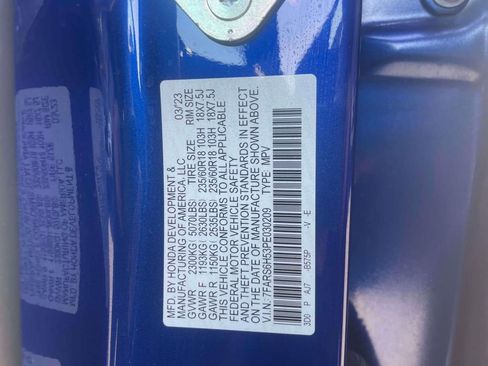 MFD. BY HONDA DEVELOPMENT &
MANUFACTURING OF AMERICA, LLC. 03/23
GVWR 2300KG( 5070LBS) TIRE SIZE RIM SIZE
GAWR F 1193KG( 2630LBS) 235/60R18 103H 18X7.5J
GAWR R 1150KG( 2535LBS) 235/60R18 103H 18X7.5J
THIS VEHICLE CONFORMS TO ALL APPLICABLE
FEDERAL MOTOR VEHICLE SAFETY
AND THEFT PREVENTION STANDARDS IN EFFECT
ON THE DATE OF MANUFACTURE SHOWN ABOVE.
V.I.N: 7FARS6H53PE030209 TYPE: MPV
3D0 P AJ7 -B575P -V -E